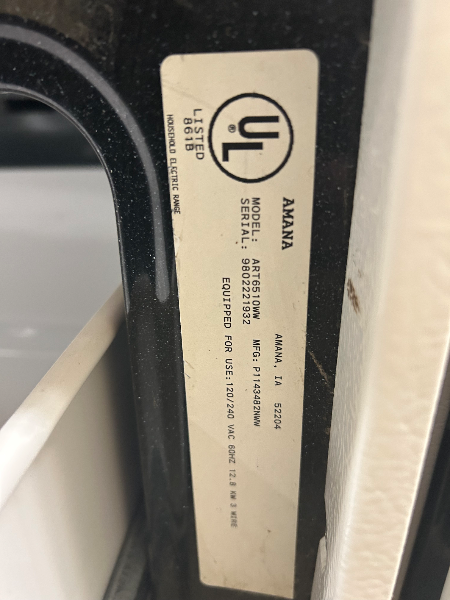 AMANA
AMANA, IA 52204
MODEL: ART6510WW MFG: P1143482NWW
SERIAL: 9802221932
EQUIPPED FOR USE:120/240 VAC 60HZ 12.8 KW 3 WIRE
UL ®
LISTED
861B
HOUSEHOLD ELECTRIC RANGE